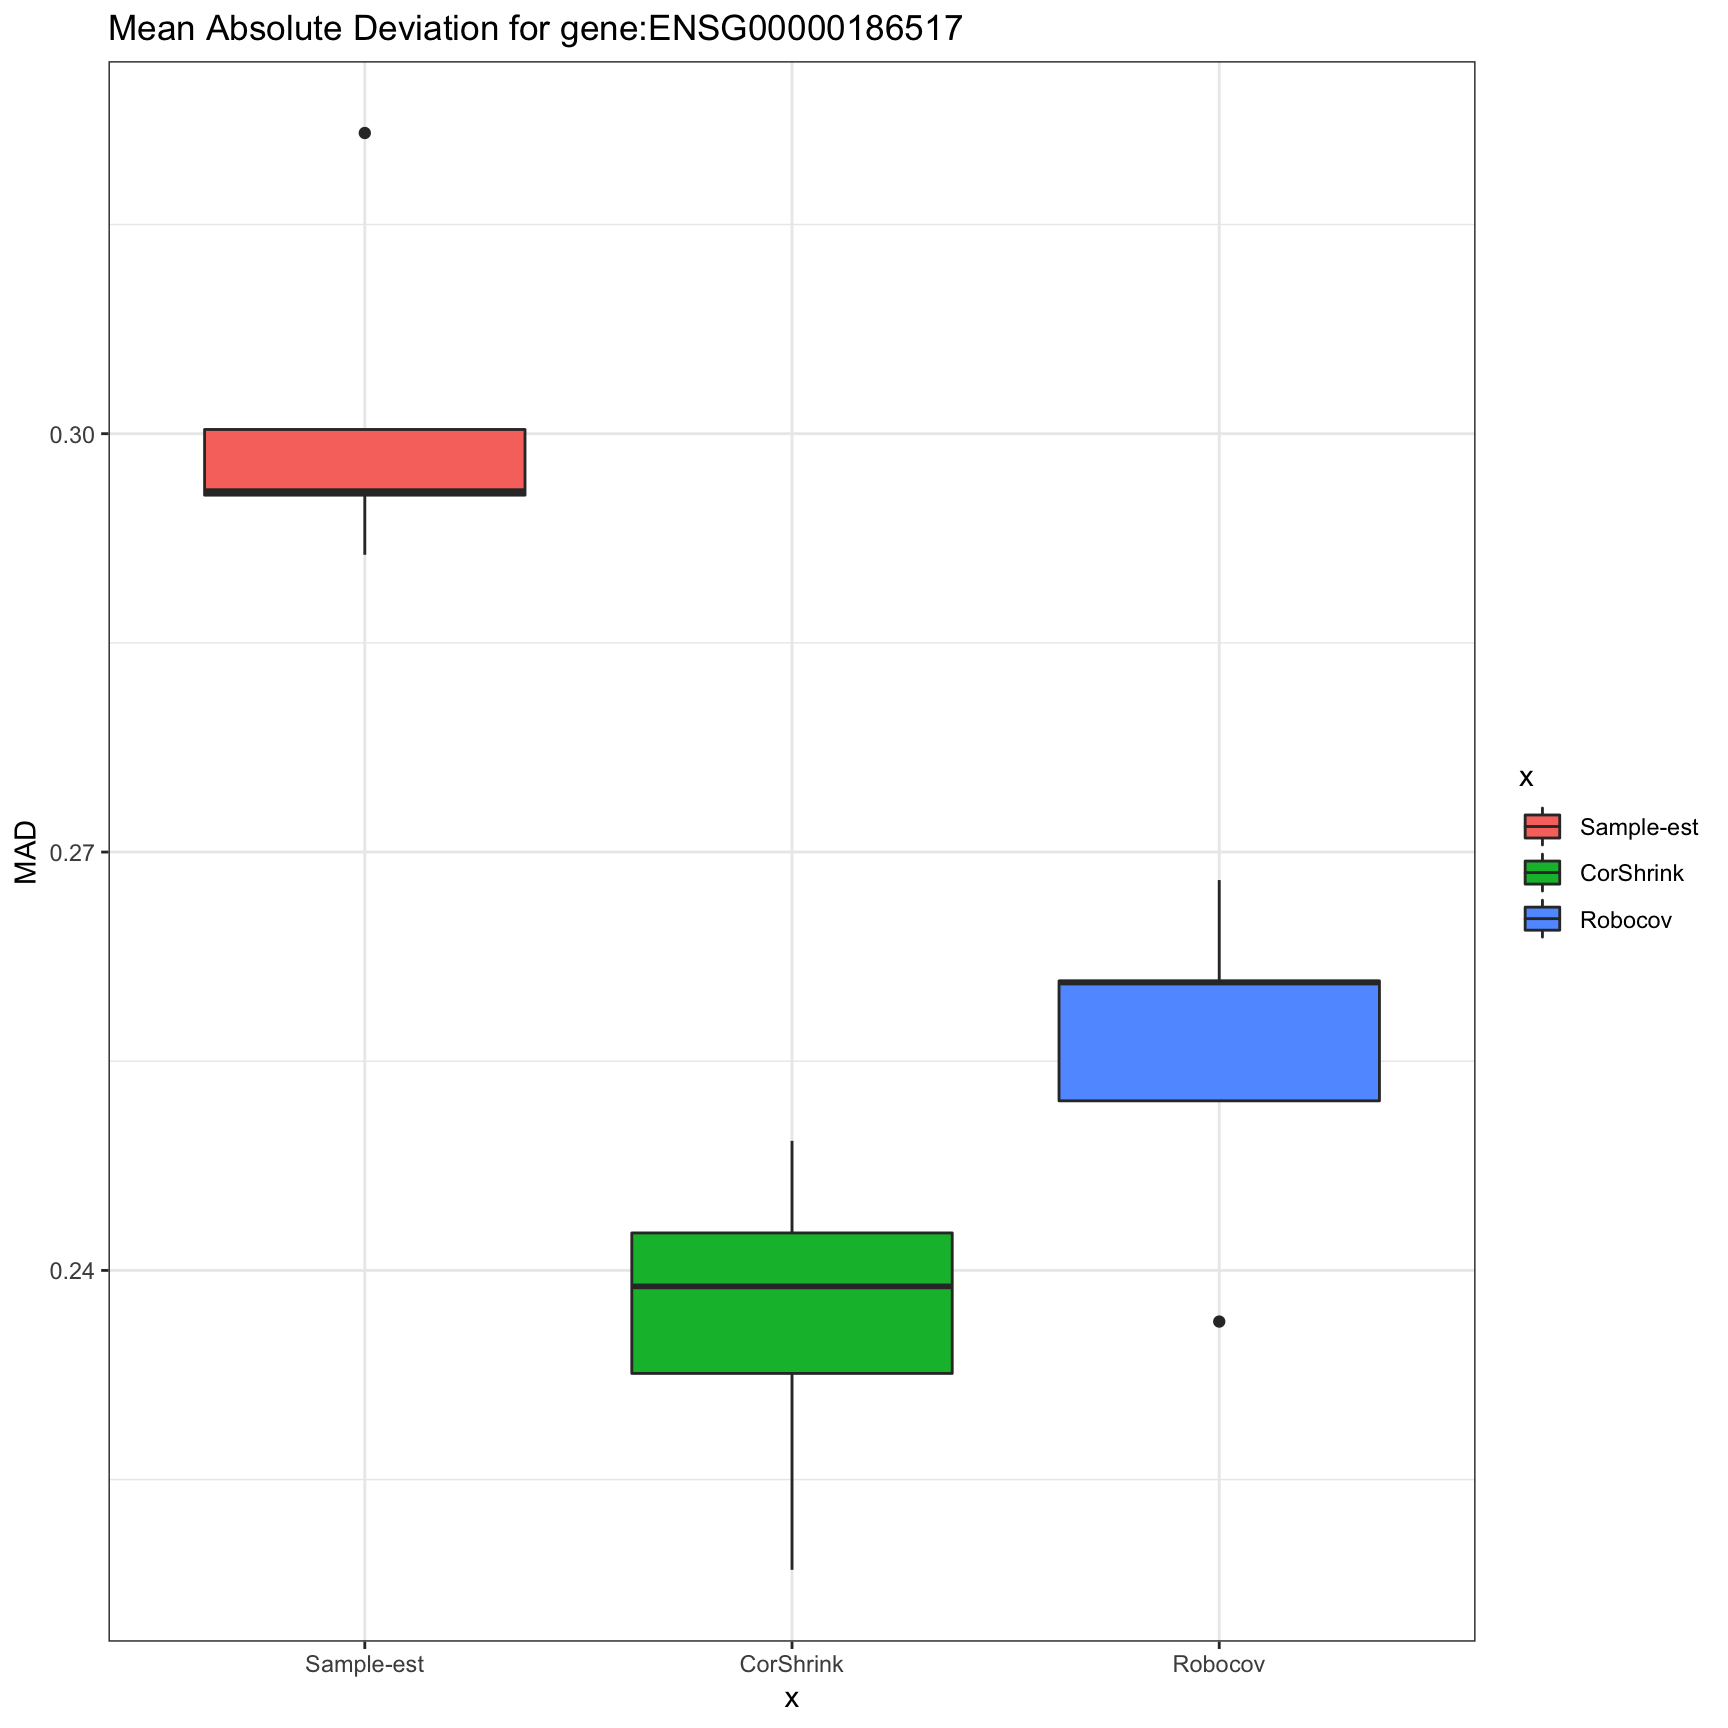 Mean Absolute Deviation for gene:ENSG00000186517
0.30
0.27
0.24
MAD
Sample-est
CorShrink
Robocov
x
x
Sample-est
CorShrink
Robocov